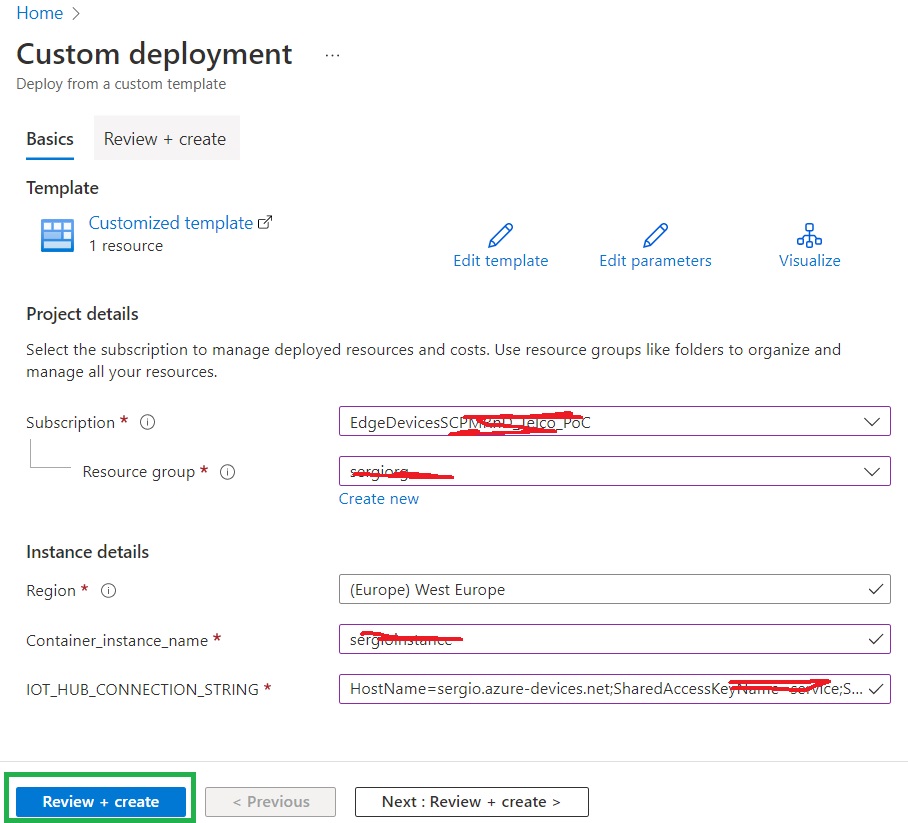 Home >
Custom deployment ...
Deploy from a custom template
Basics Review + create
Template
Customized template
1 resource
Edit template Edit parameters Visualize
Project details
Select the subscription to manage deployed resources and costs. Use resource groups like folders to organize and
manage all your resources.
Subscription * EdgeDevicesSCPMRnD_Telco_PoC
Resource group * sergiorg
Create new
Instance details
Region * (Europe) West Europe
Container_instance_name * sergioinstance
IOT_HUB_CONNECTION_STRING * HostName=sergio.azure-devices.net;SharedAccessKeyName=service;S...
Review + create < Previous Next : Review + create >